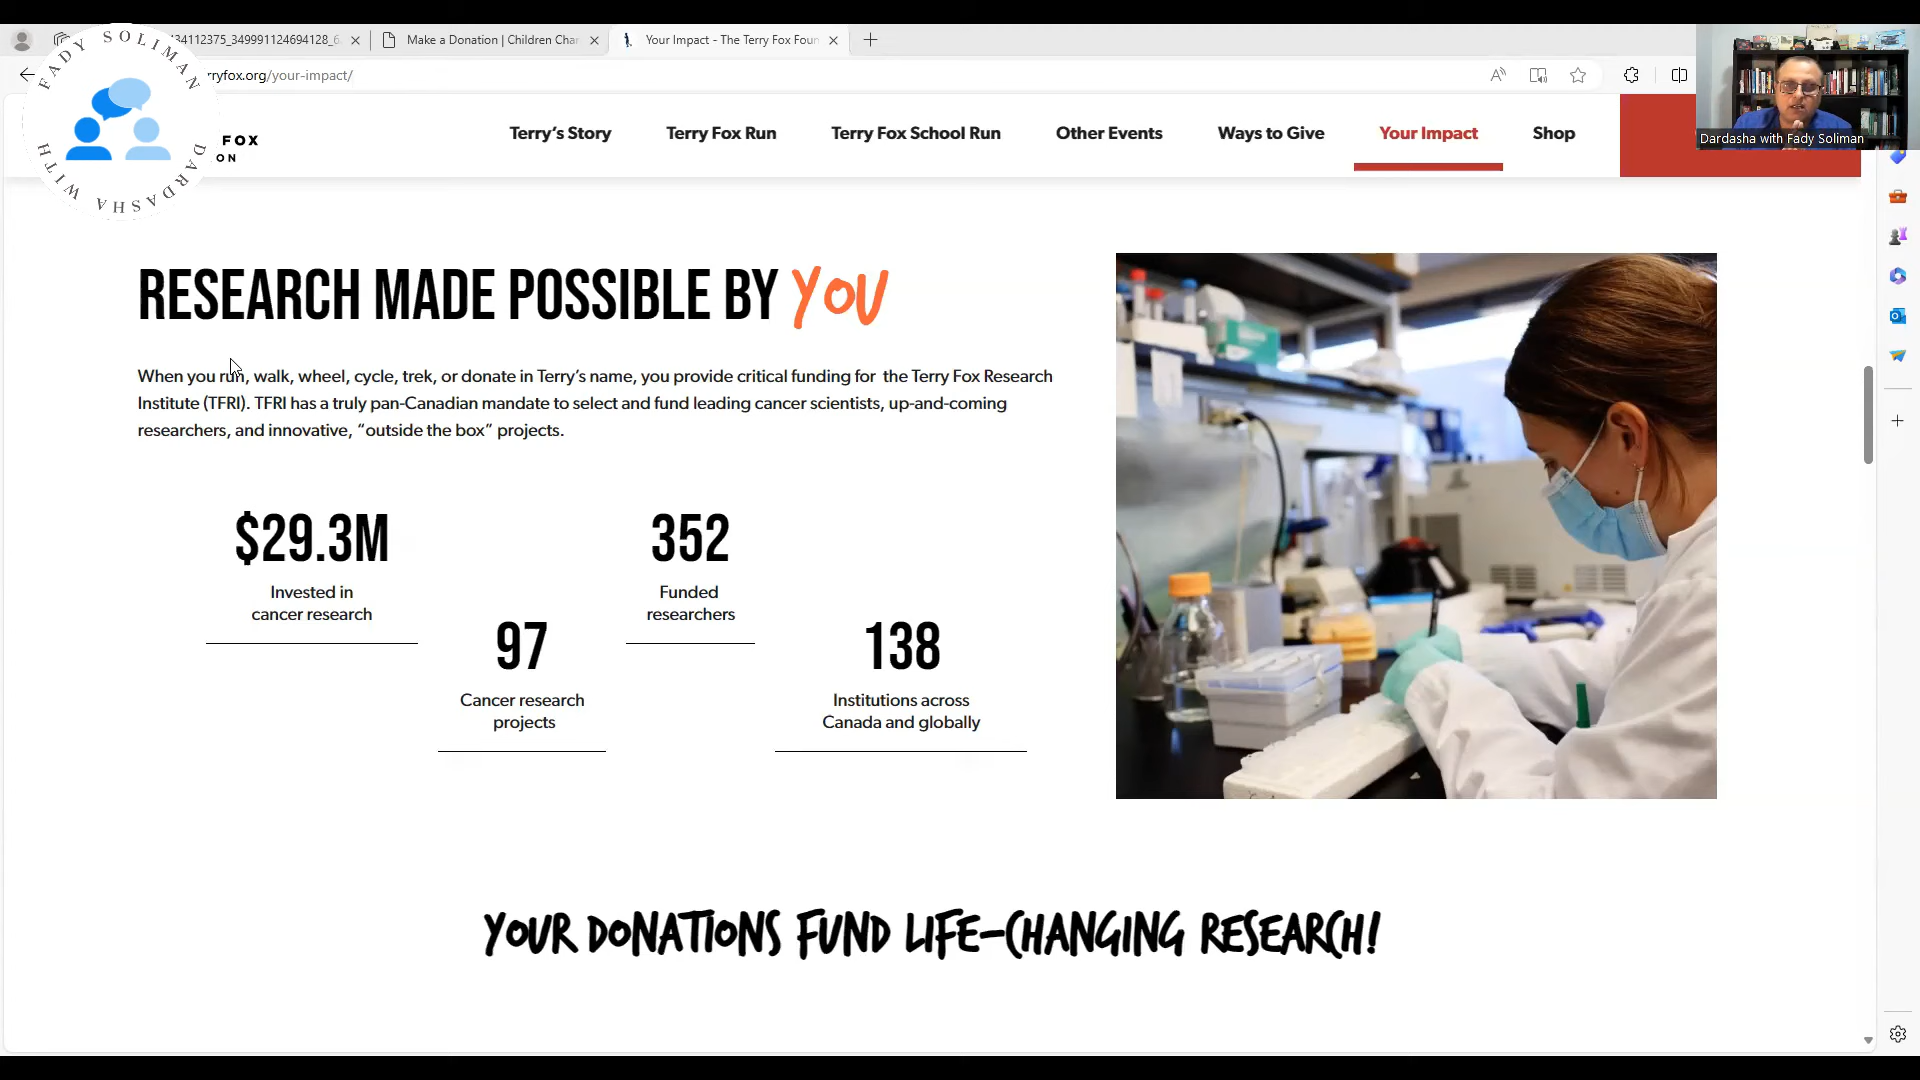 34112375_349991124694128_6
Make a Donation | Children Char
Your Impact - The Terry Fox Foun
ryfox.org/your-impact/
FADY SOLIMAN
DARDASHA WITH
FOX
ON
Terry's Story
Terry Fox Run
Terry Fox School Run
Other Events
Ways to Give
Your Impact
Shop
Dardasha with Fady Soliman
RESEARCH MADE POSSIBLE BY YOU
When you run, walk, wheel, cycle, trek, or donate in Terry's name, you provide critical funding for the Terry Fox Research
Institute (TFRI). TFRI has a truly pan-Canadian mandate to select and fund leading cancer scientists, up-and-coming
researchers, and innovative, “outside the box” projects.
$29.3M
Invested in
cancer research
97
Cancer research
projects
352
Funded
researchers
138
Institutions across
Canada and globally
YOUR DONATIONS FUND LIFE-CHANGING RESEARCH!